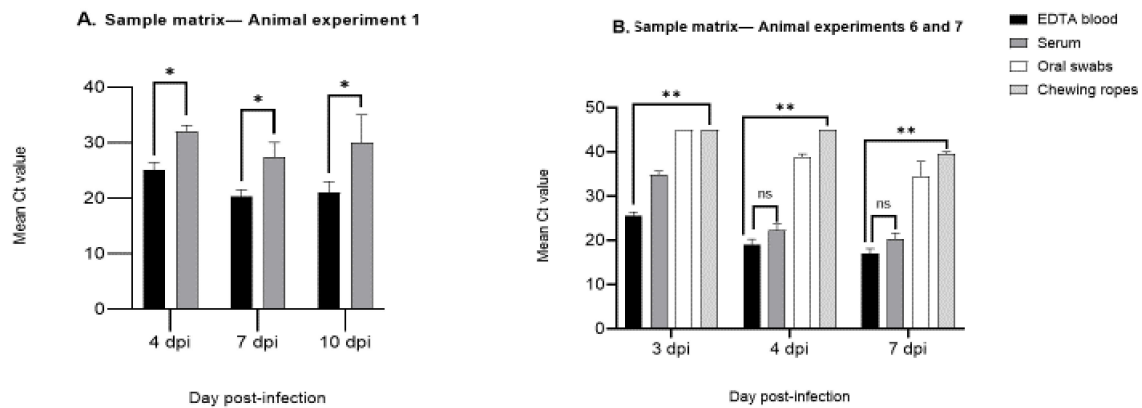 A. Sample matrix— Animal experiment 1
Mean Ct value
40
30
20
10
0
*
*
*
4 dpi
7 dpi
10 dpi
Day post-infection
B. Sample matrix— Animal experiments 6 and 7
Mean Ct value
50
40
30
20
10
0
**
**
**
ns
ns
3 dpi
4 dpi
7 dpi
Day post-infection
EDTA blood
Serum
Oral swabs
Chewing ropes